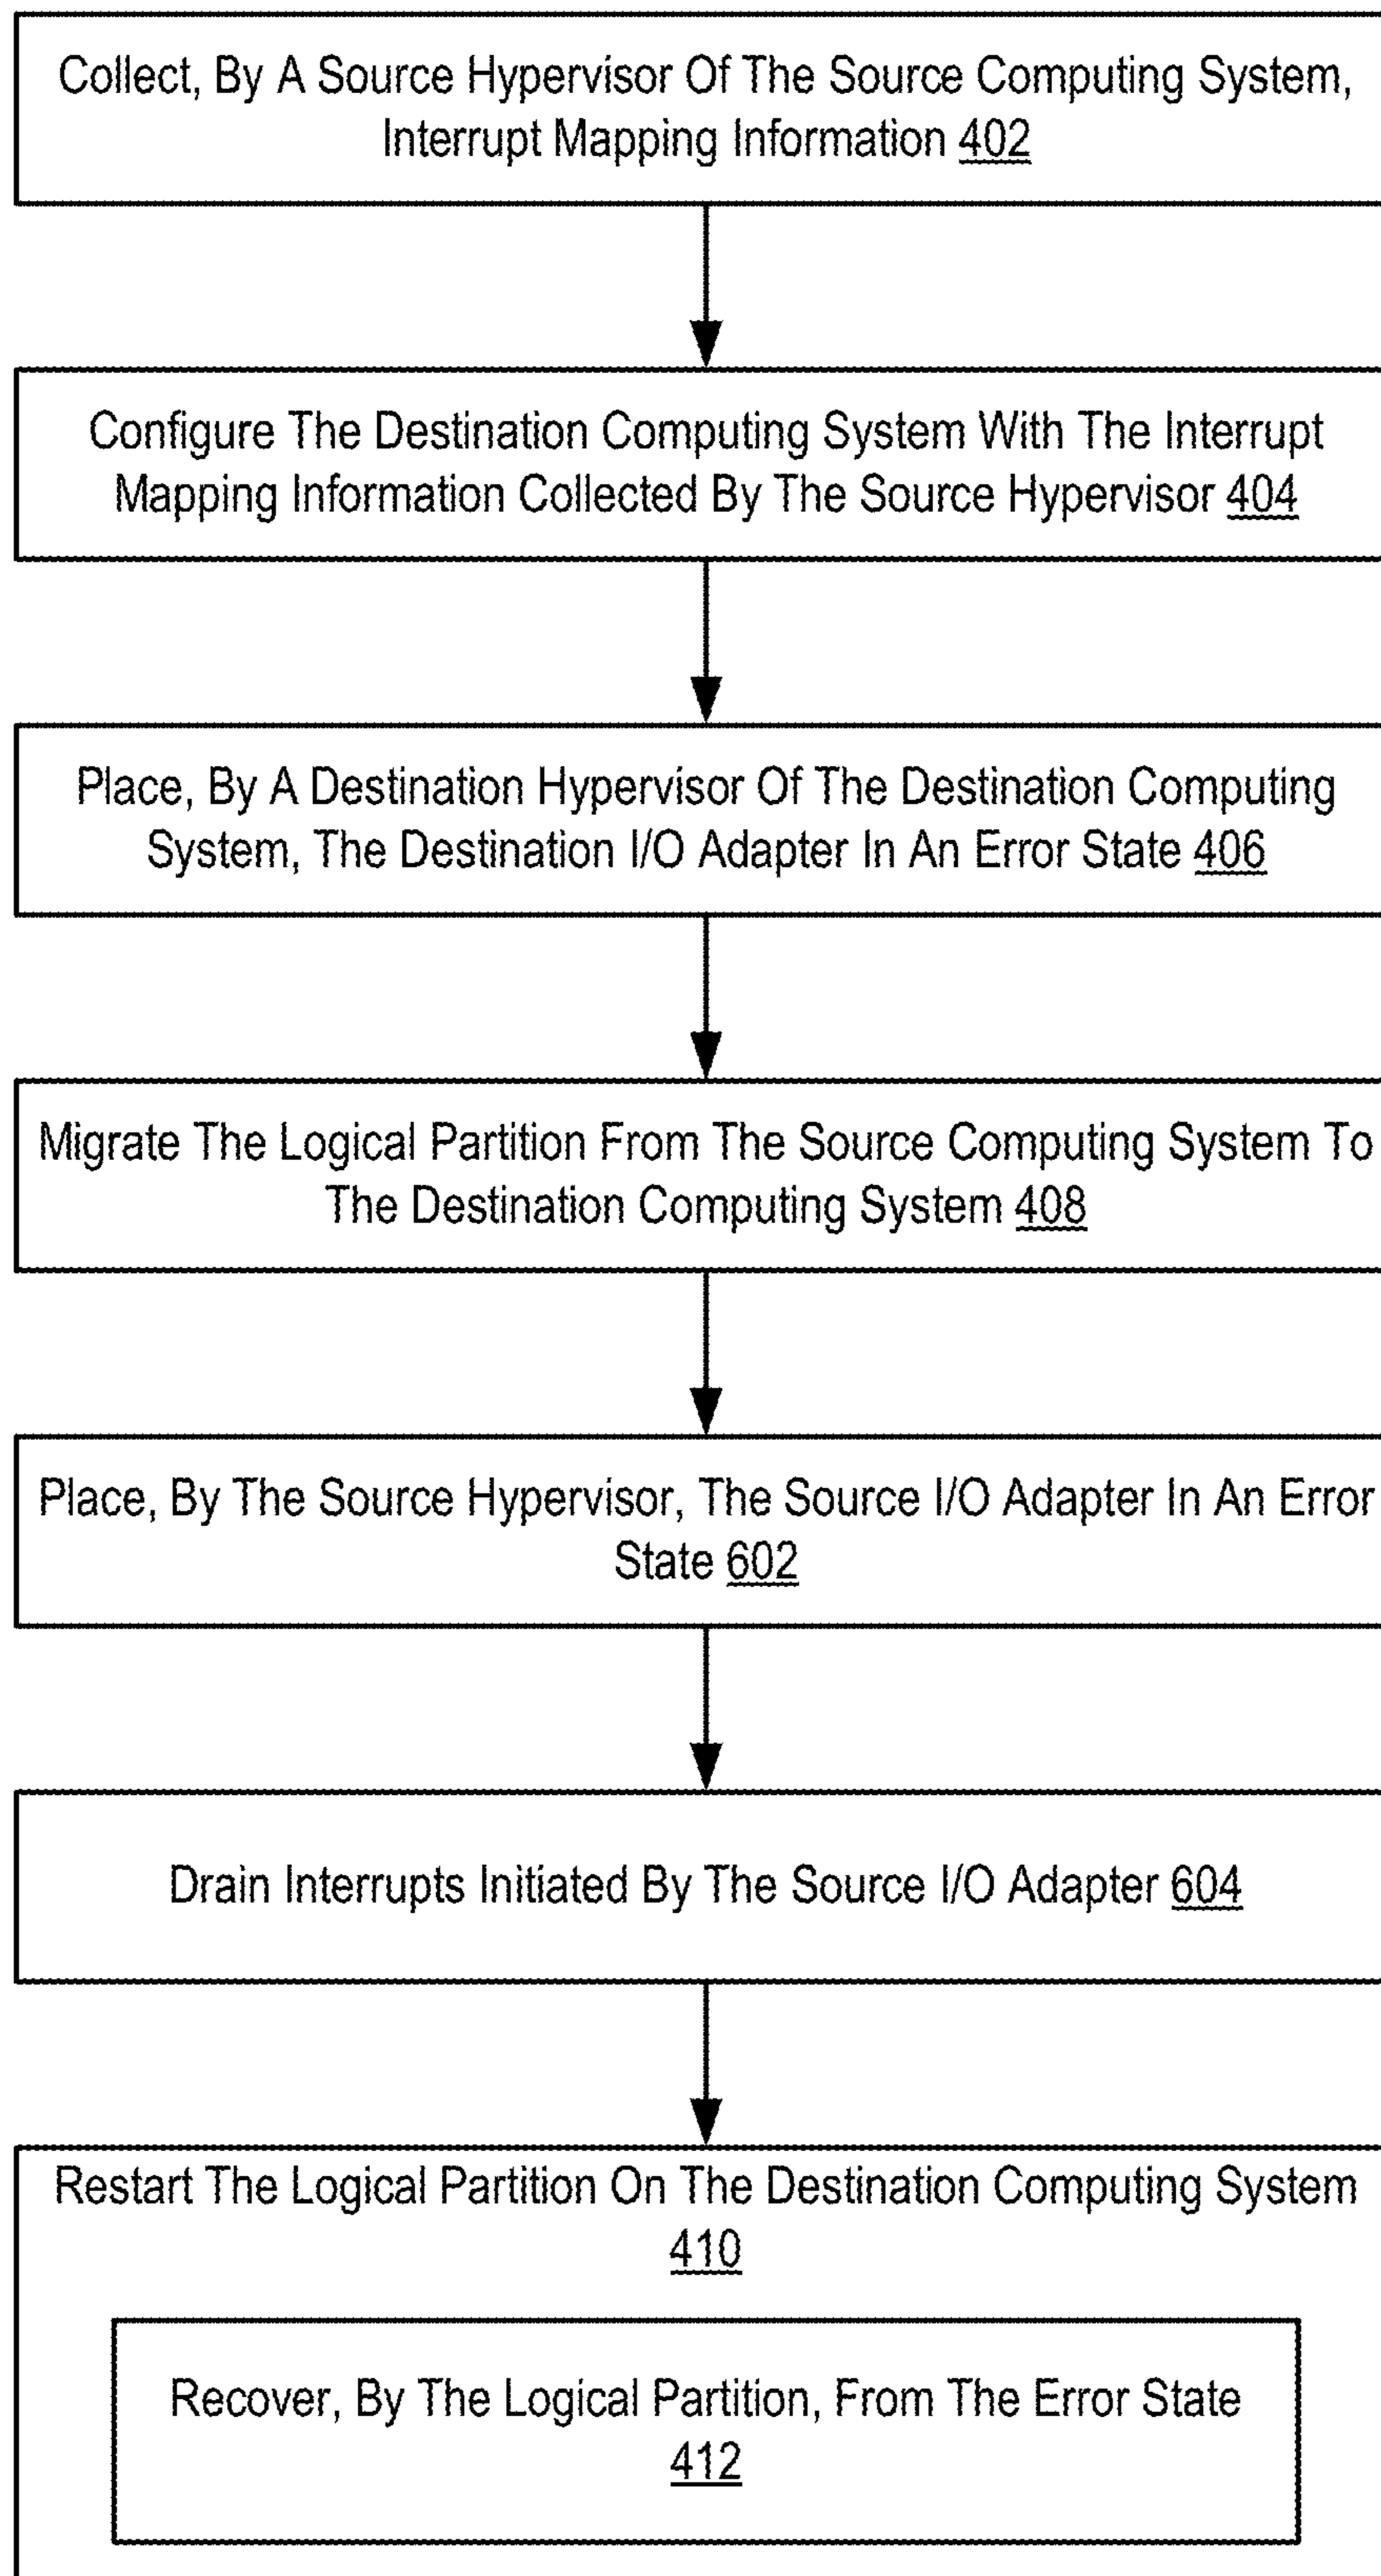 Collect, By A Source Hypervisor Of The Source Computing System,
Interrupt Mapping Information 402
Configure The Destination Computing System With The Interrupt
Mapping Information Collected By The Source Hypervisor 404
Place, By A Destination Hypervisor Of The Destination Computing
System, The Destination I/O Adapter In An Error State 406
Migrate The Logical Partition From The Source Computing System To
The Destination Computing System 408
Place, By The Source Hypervisor, The Source I/O Adapter In An Error
State 602
Drain Interrupts Initiated By The Source I/O Adapter 604
Restart The Logical Partition On The Destination Computing System
410
Recover, By The Logical Partition, From The Error State
412